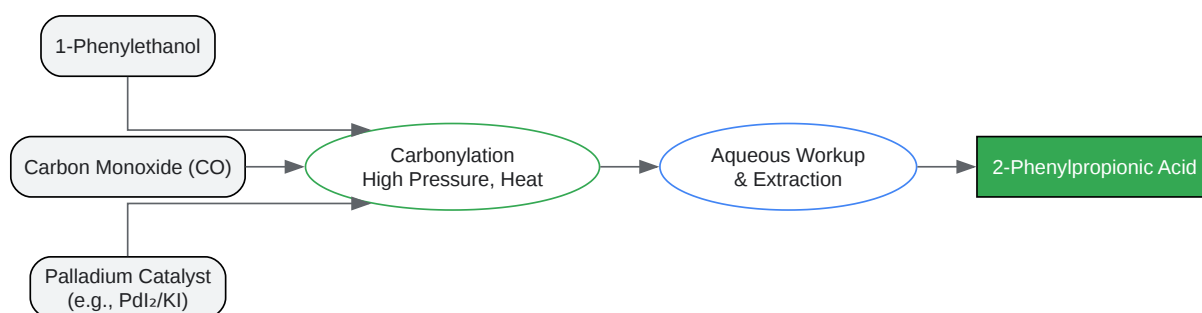 1-Phenylethanol
Carbon Monoxide (CO)
Palladium Catalyst
(e.g., PdI₂/KI)
Carbonylation
High Pressure, Heat
Aqueous Workup
& Extraction
2-Phenylpropionic Acid